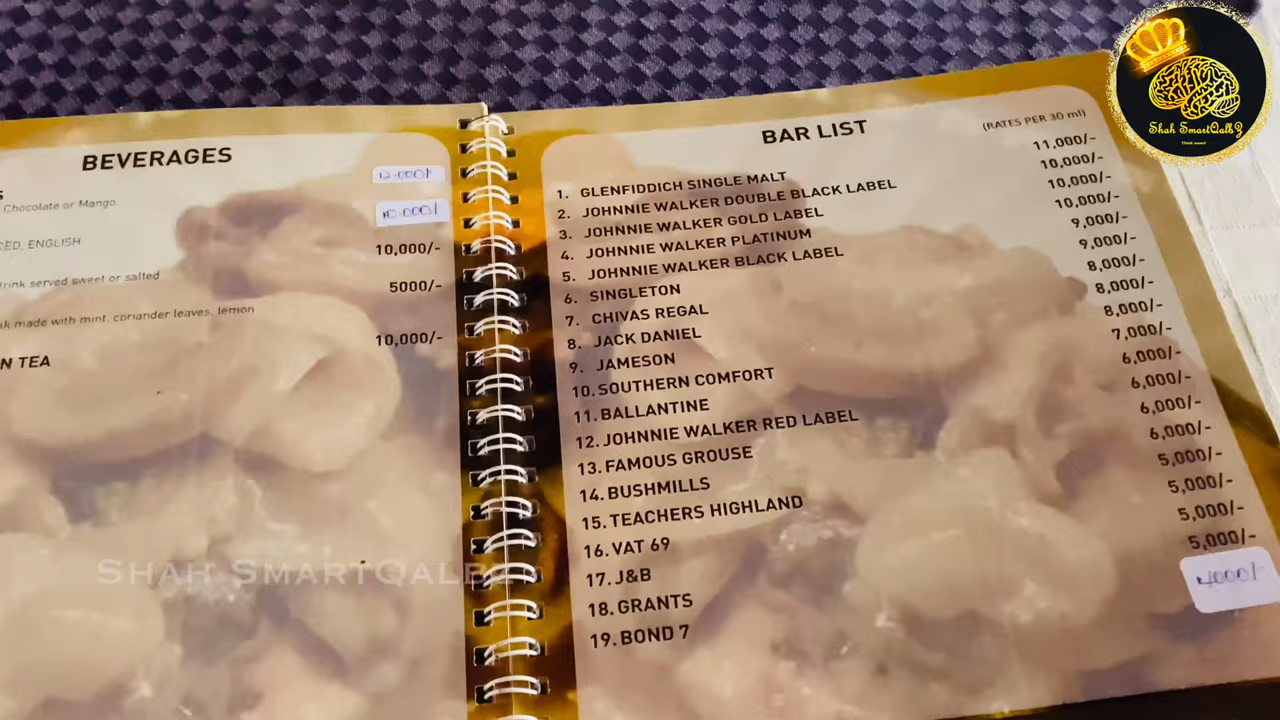 BEVERAGES
S
Chocolate or Mango.
12.000/-
10.000/
CED, ENGLISH
10,000/-
drink served sweet or salted
5000/-
nk made with mint, coriander leaves, lemon
10,000/-
N TEA
BAR LIST
(RATES PER 30 ml)
1. GLENFIDDICH SINGLE MALT 11,000/-
2. JOHNNIE WALKER DOUBLE BLACK LABEL 10,000/-
3. JOHNNIE WALKER GOLD LABEL 10,000/-
4. JOHNNIE WALKER PLATINUM 10,000/-
5. JOHNNIE WALKER BLACK LABEL 9,000/-
6. SINGLETON 9,000/-
7. CHIVAS REGAL 8,000/-
8. JACK DANIEL 8,000/-
9. JAMESON 8,000/-
10. SOUTHERN COMFORT 7,000/-
11. BALLANTINE 6,000/-
12. JOHNNIE WALKER RED LABEL 6,000/-
13. FAMOUS GROUSE 6,000/-
14. BUSHMILLS 6,000/-
15. TEACHERS HIGHLAND 5,000/-
16. VAT 69 5,000/-
17. J&B 5,000/-
18. GRANTS 5,000/-
19. BOND 7 4000/-
Shah SmartQalbZ
Think smart
SHAH SMARTQALB